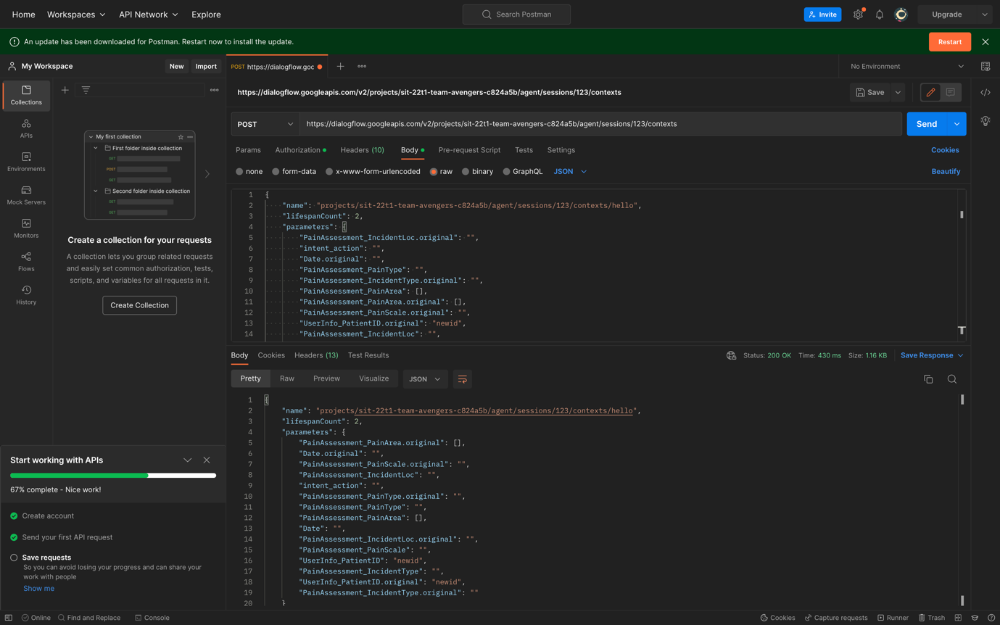 Home
Workspaces
API Network
Explore
Search Postman
Invite
Upgrade
An update has been downloaded for Postman. Restart now to install the update.
Restart
My Workspace
New
Import
POST https://dialogflow.goc
No Environment
Collections
APIs
Environments
Mock Servers
Monitors
Flows
History
My first collection
First folder inside collection
GET
POST
GET
Second folder inside collection
GET
GET
Create a collection for your requests
A collection lets you group related requests
and easily set common authorization, tests,
scripts, and variables for all requests in it.
Create Collection
Start working with APIs
67% complete - Nice work!
Create account
Send your first API request
Save requests
So you can avoid losing your progress and can share your
work with people
Show me
https://dialogflow.googleapis.com/v2/projects/sit-22t1-team-avengers-c824a5b/agent/sessions/123/contexts
Save
POST
https://dialogflow.googleapis.com/v2/projects/sit-22t1-team-avengers-c824a5b/agent/sessions/123/contexts
Send
Params
Authorization
Headers (10)
Body
Pre-request Script
Tests
Settings
Cookies
none
form-data
x-www-form-urlencoded
raw
binary
GraphQL
JSON
Beautify
1 {
2 "name": "projects/sit-22t1-team-avengers-c824a5b/agent/sessions/123/contexts/hello",
3 "lifespanCount": 2,
4 "parameters": {
5 "PainAssessment_IncidentLoc.original": "",
6 "intent_action": "",
7 "Date.original": "",
8 "PainAssessment_PainType": "",
9 "PainAssessment_IncidentType.original": "",
10 "PainAssessment_PainArea": [],
11 "PainAssessment_PainArea.original": [],
12 "PainAssessment_PainScale.original": "",
13 "UserInfo_PatientID.original": "newid",
14 "PainAssessment_IncidentLoc": "",
Body
Cookies
Headers (13)
Test Results
Status: 200 OK
Time: 430 ms
Size: 1.16 KB
Save Response
Pretty
Raw
Preview
Visualize
JSON
1 {
2 "name": "projects/sit-22t1-team-avengers-c824a5b/agent/sessions/123/contexts/hello",
3 "lifespanCount": 2,
4 "parameters": {
5 "PainAssessment_PainArea.original": [],
6 "Date.original": "",
7 "PainAssessment_PainScale.original": "",
8 "PainAssessment_IncidentLoc": "",
9 "intent_action": "",
10 "PainAssessment_PainType.original": "",
11 "PainAssessment_PainType": "",
12 "PainAssessment_PainArea": [],
13 "Date": "",
14 "PainAssessment_IncidentLoc.original": "",
15 "PainAssessment_PainScale": "",
16 "UserInfo_PatientID": "newid",
17 "PainAssessment_IncidentType": "",
18 "UserInfo_PatientID.original": "newid",
19 "PainAssessment_IncidentType.original": ""
20 }
Online
Find and Replace
Console
Cookies
Capture requests
Runner
Trash